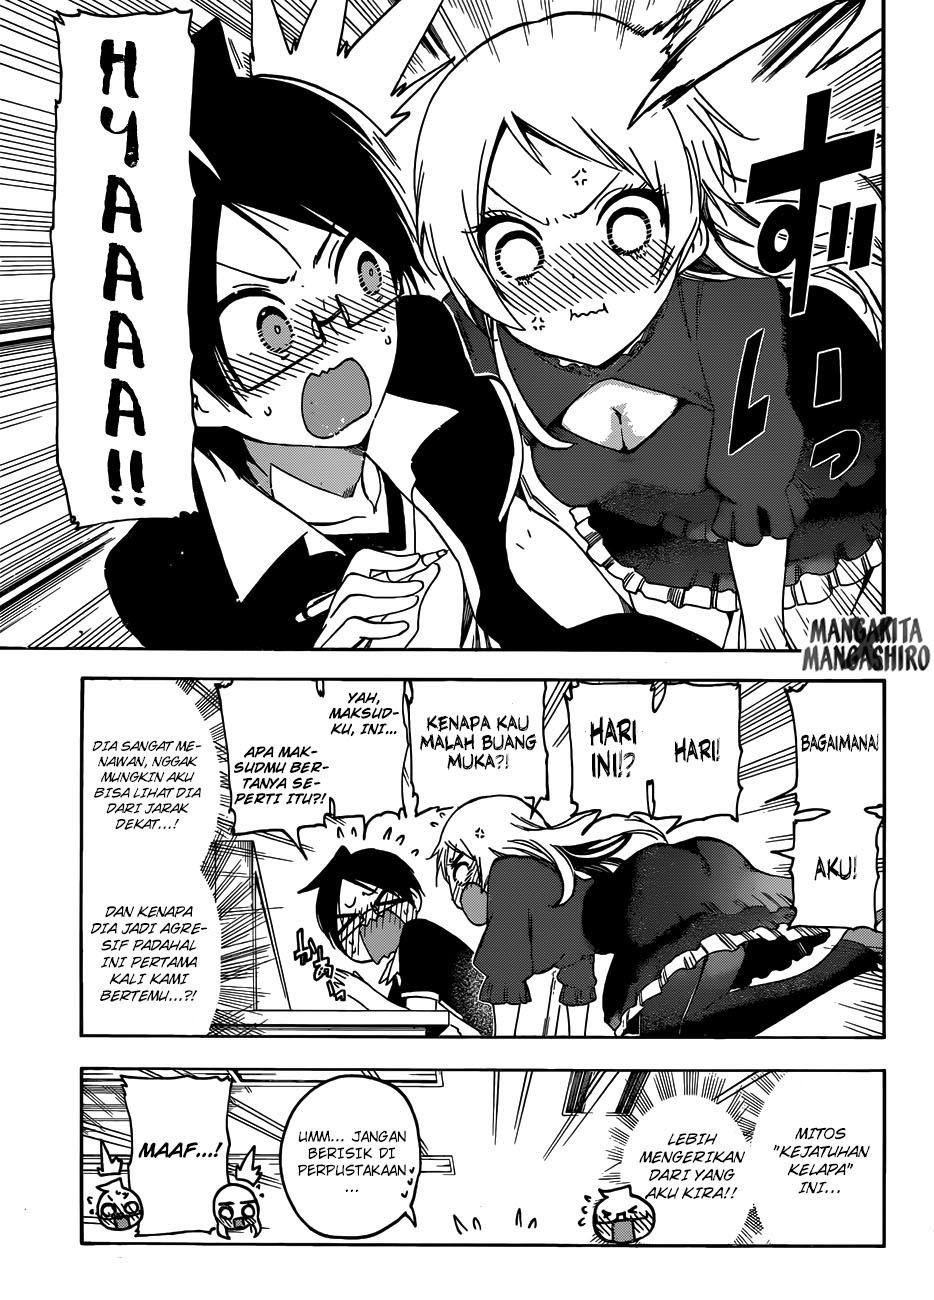 HYAAAA!!
ずいっ
MANGAKITA
MANGASHIRO
BAGAIMANA!
AKU!
HARI!
HARI
INI!?
KENAPA KAU
MALAH BUANG
MUKA?!
YAH,
MAKSUD-
KU, INI...
APA MAK-
SUDMU BER-
TANYA SE-
PERTI ITU?!
DIA SANGAT ME-
NAWAN, NGGAK
MUNGKIN AKU
BISA LIHAT DIA
DARI JARAK
DEKAT...!
DAN KENAPA
DIA JADI AGRE-
SIF PADAHAL
INI PERTAMA
KALI KAMI
BERTEMU...?!
MITOS
"KEJATUHAN
KELAPA"
INI...
LEBIH
MENGERIKAN
DARI YANG
AKU KIRA!!
UMM... JANGAN
BERISIK DI
PERPUSTAKAAN
...
MAAF...!